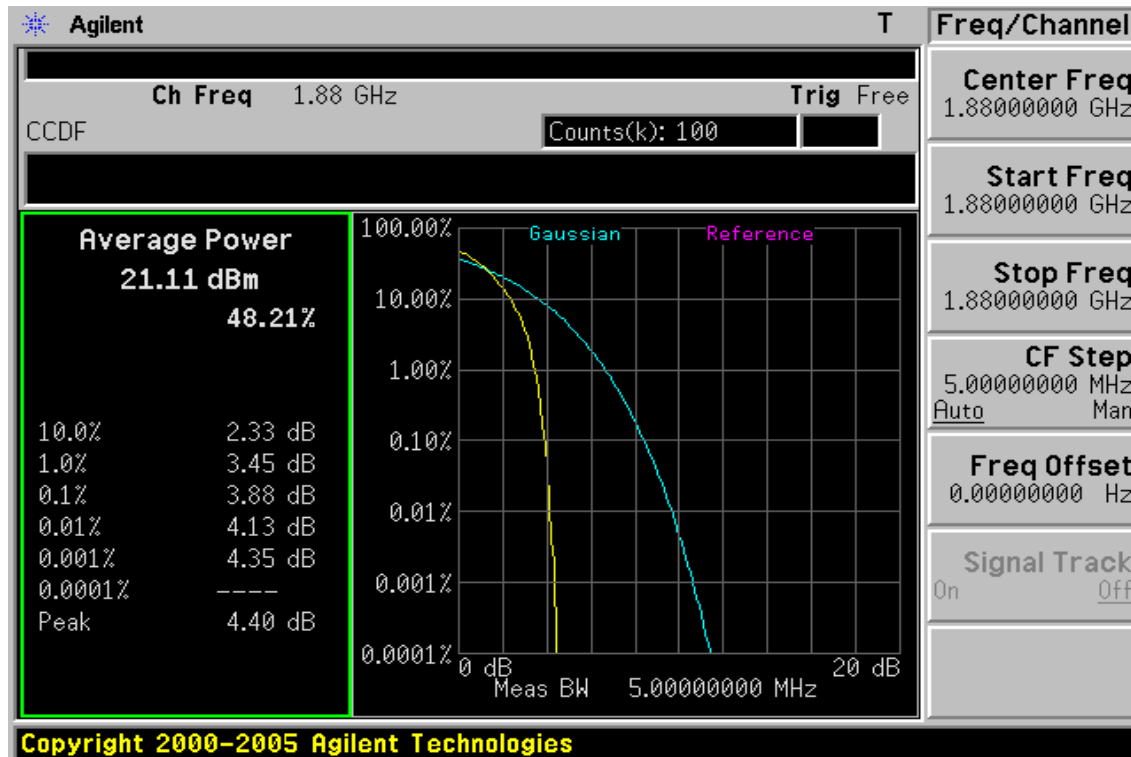 Agilent
T
Freq/Channel
Ch Freq 1.88 GHz
Trig Free
CCDF
Counts(k): 100
Average Power
21.11 dBm
48.21%
10.0% 2.33 dB
1.0% 3.45 dB
0.1% 3.88 dB
0.01% 4.13 dB
0.001% 4.35 dB
0.0001% ----
Peak 4.40 dB
Gaussian
Reference
100.00%
10.00%
1.00%
0.10%
0.01%
0.001%
0.0001%
0 dB
20 dB
Meas BW 5.00000000 MHz
Center Freq
1.88000000 GHz
Start Freq
1.88000000 GHz
Stop Freq
1.88000000 GHz
CF Step
5.00000000 MHz
Auto Man
Freq Offset
0.00000000 Hz
Signal Track
On Off
Copyright 2000-2005 Agilent Technologies